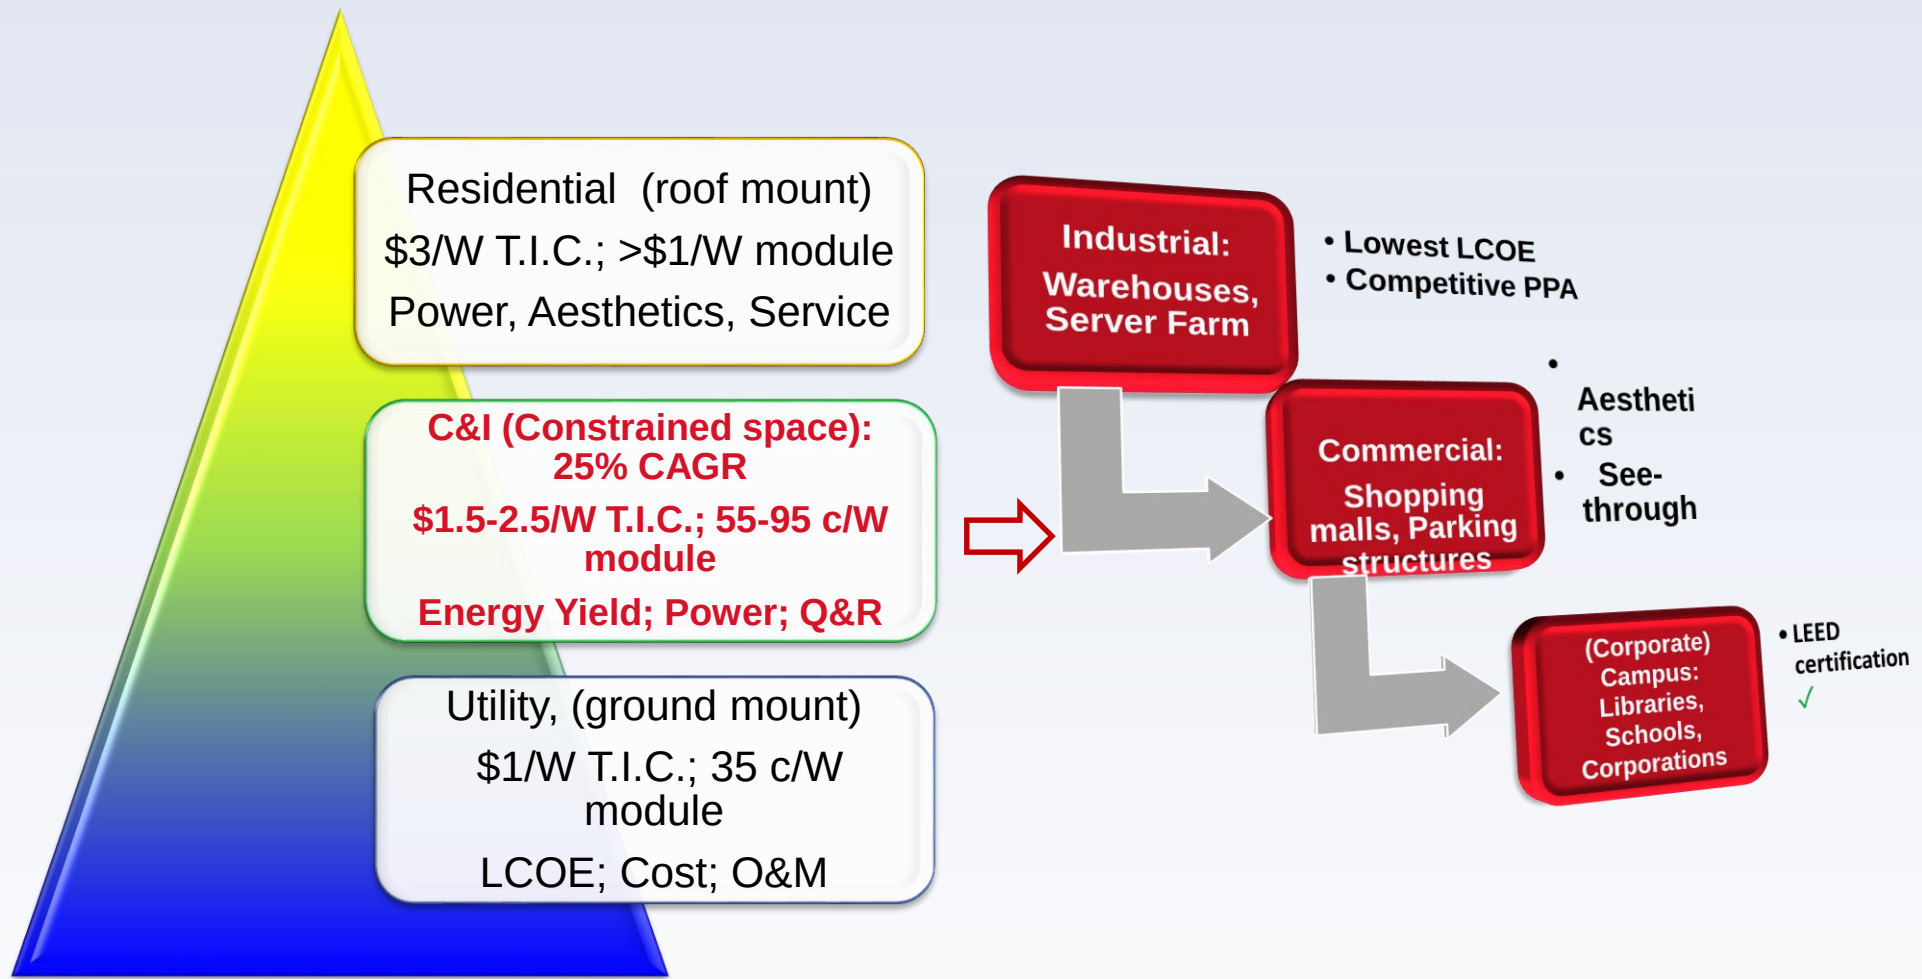 Residential  (roof mount)
$3/W T.I.C.; >$1/W module
Power, Aesthetics, Service
C&I (Constrained space):
25% CAGR
$1.5-2.5/W T.I.C.; 55-95 c/W
module
Energy Yield; Power; Q&R
Utility, (ground mount)
$1/W T.I.C.; 35 c/W
module
LCOE; Cost; O&M
Industrial:
Warehouses,
Server Farm
• Lowest LCOE
• Competitive PPA
Commercial:
Shopping
malls, Parking
structures
•
Aestheti
cs
• See-
through
(Corporate)
Campus:
Libraries,
Schools,
Corporations
• LEED
certification
✓